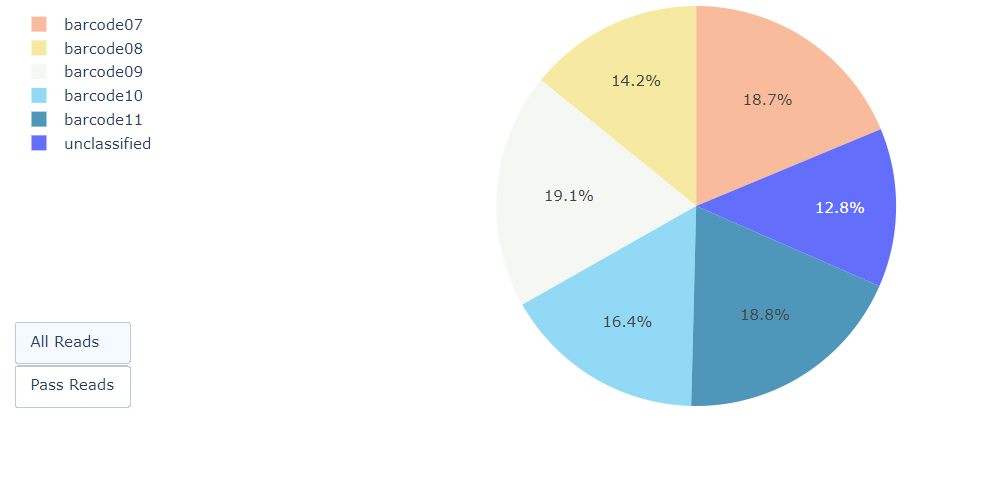 barcode07
barcode08
barcode09
barcode10
barcode11
unclassified
14.2%
18.7%
19.1%
12.8%
16.4%
18.8%
All Reads
Pass Reads